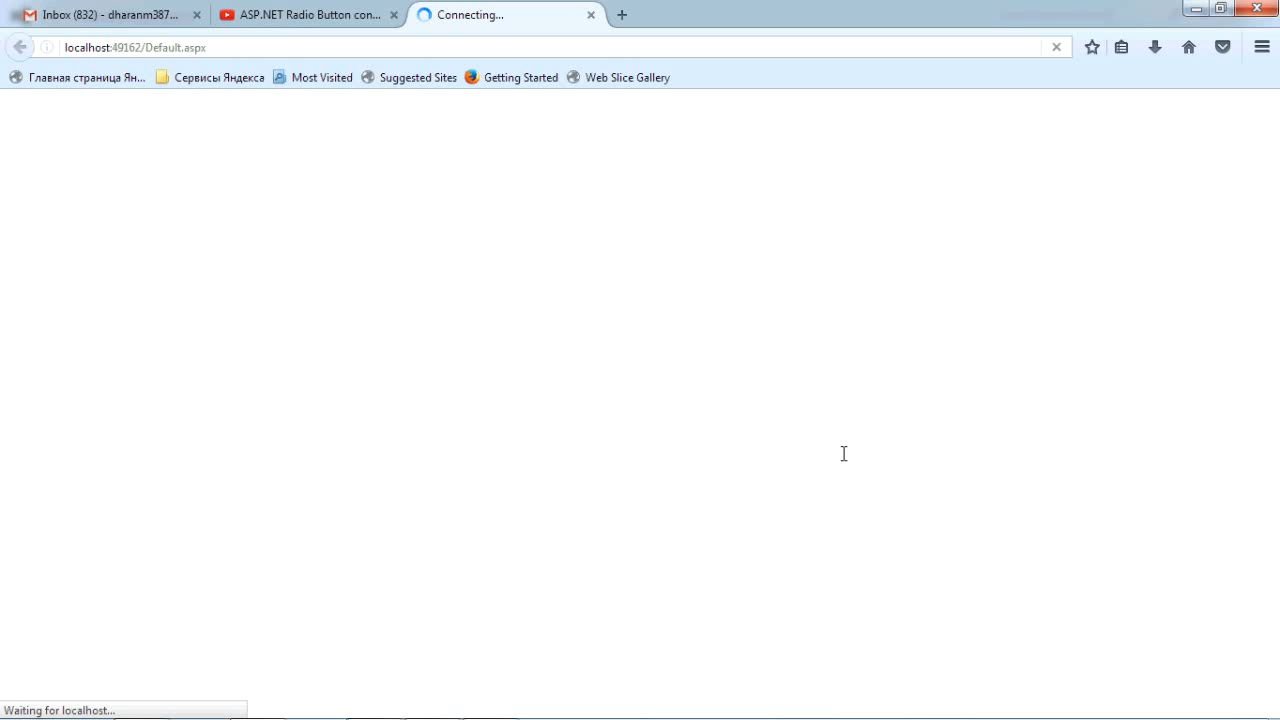 Inbox (832) - dharanm387...
ASP.NET Radio Button con...
Connecting...
localhost:49162/Default.aspx
Главная страница Ян...
Сервисы Яндекса
Most Visited
Suggested Sites
Getting Started
Web Slice Gallery
Waiting for localhost...